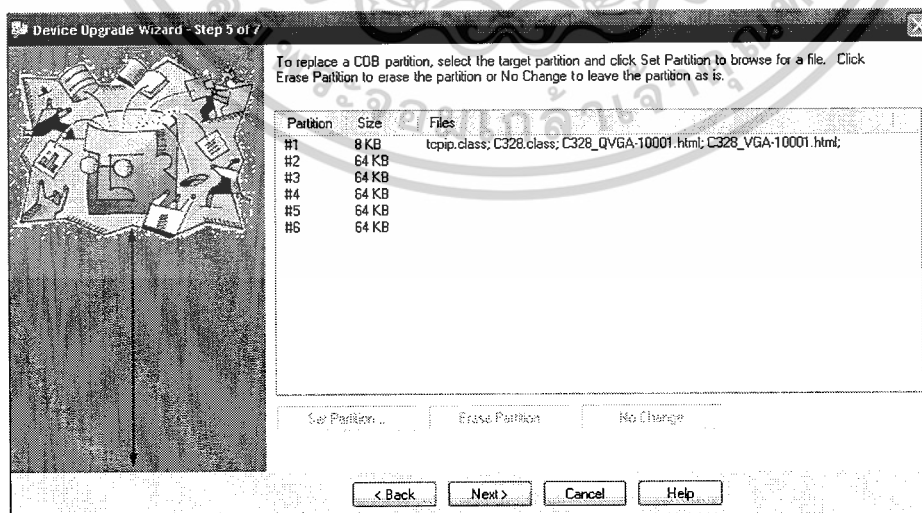 Device Upgrade Wizard - Step 5 of 7
To replace a COB partition, select the target partition and click Set Partition to browse for a file. Click
Erase Partition to erase the partition or No Change to leave the partition as is.
Partition Size Files
#1 8 KB tcpip.class; C328.class; C328_QVGA-10001.html; C328_VGA-10001.html;
#2 64 KB
#3 64 KB
#4 64 KB
#5 64 KB
#6 64 KB
Set Partition... Erase Partition No Change
< Back Next > Cancel Help